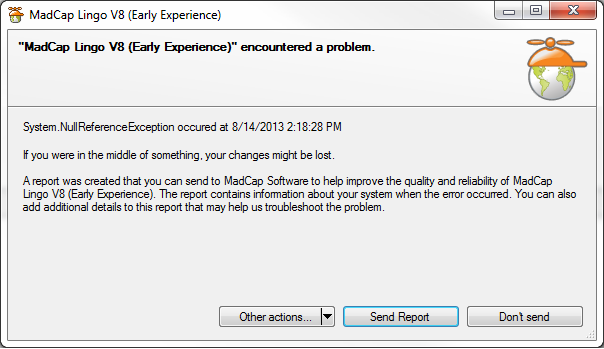 MadCap Lingo V8 (Early Experience)
"MadCap Lingo V8 (Early Experience)" encountered a problem.
System.NullReferenceException occured at 8/14/2013 2:18:28 PM
If you were in the middle of something, your changes might be lost.
A report was created that you can send to MadCap Software to help improve the quality and reliability of MadCap
Lingo V8 (Early Experience). The report contains information about your system when the error occurred. You can also
add additional details to this report that may help us troubleshoot the problem.
Other actions...
Send Report
Don't send